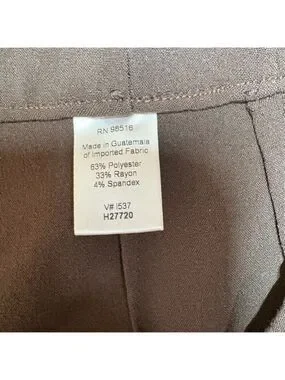 RN 98516
Made in Guatemala
of Imported Fabric
63% Polyester
33% Rayon
4% Spandex
V# I537
H27720